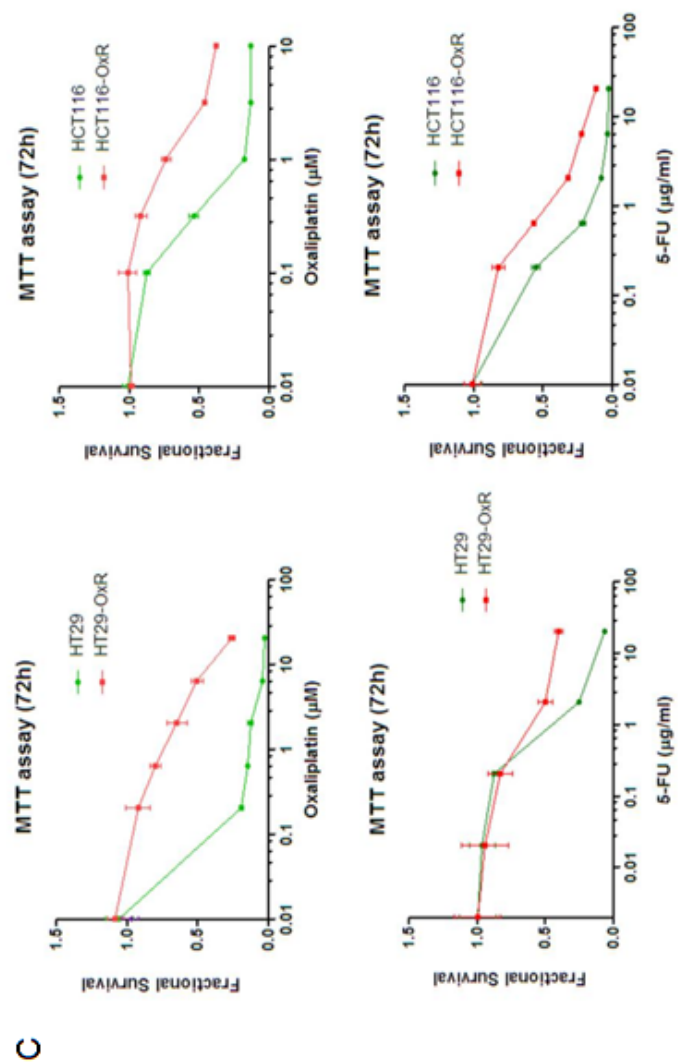 C
MTT assay (72h)
HT29
HT29-OxR
Fractional Survival
1.5
1.0
0.5
0.0
0.01
0.1
1
10
100
Oxaliplatin (µM)
MTT assay (72h)
HCT116
HCT116-OxR
Fractional Survival
1.5
1.0
0.5
0.0
0.01
0.1
1
10
Oxaliplatin (µM)
MTT assay (72h)
HT29
HT29-OxR
Fractional Survival
1.5
1.0
0.5
0.0
0.01
0.1
1
10
100
5-FU (µg/ml)
MTT assay (72h)
HCT116
HCT116-OxR
Fractional Survival
1.5
1.0
0.5
0.0
0.01
0.1
1
10
100
5-FU (µg/ml)